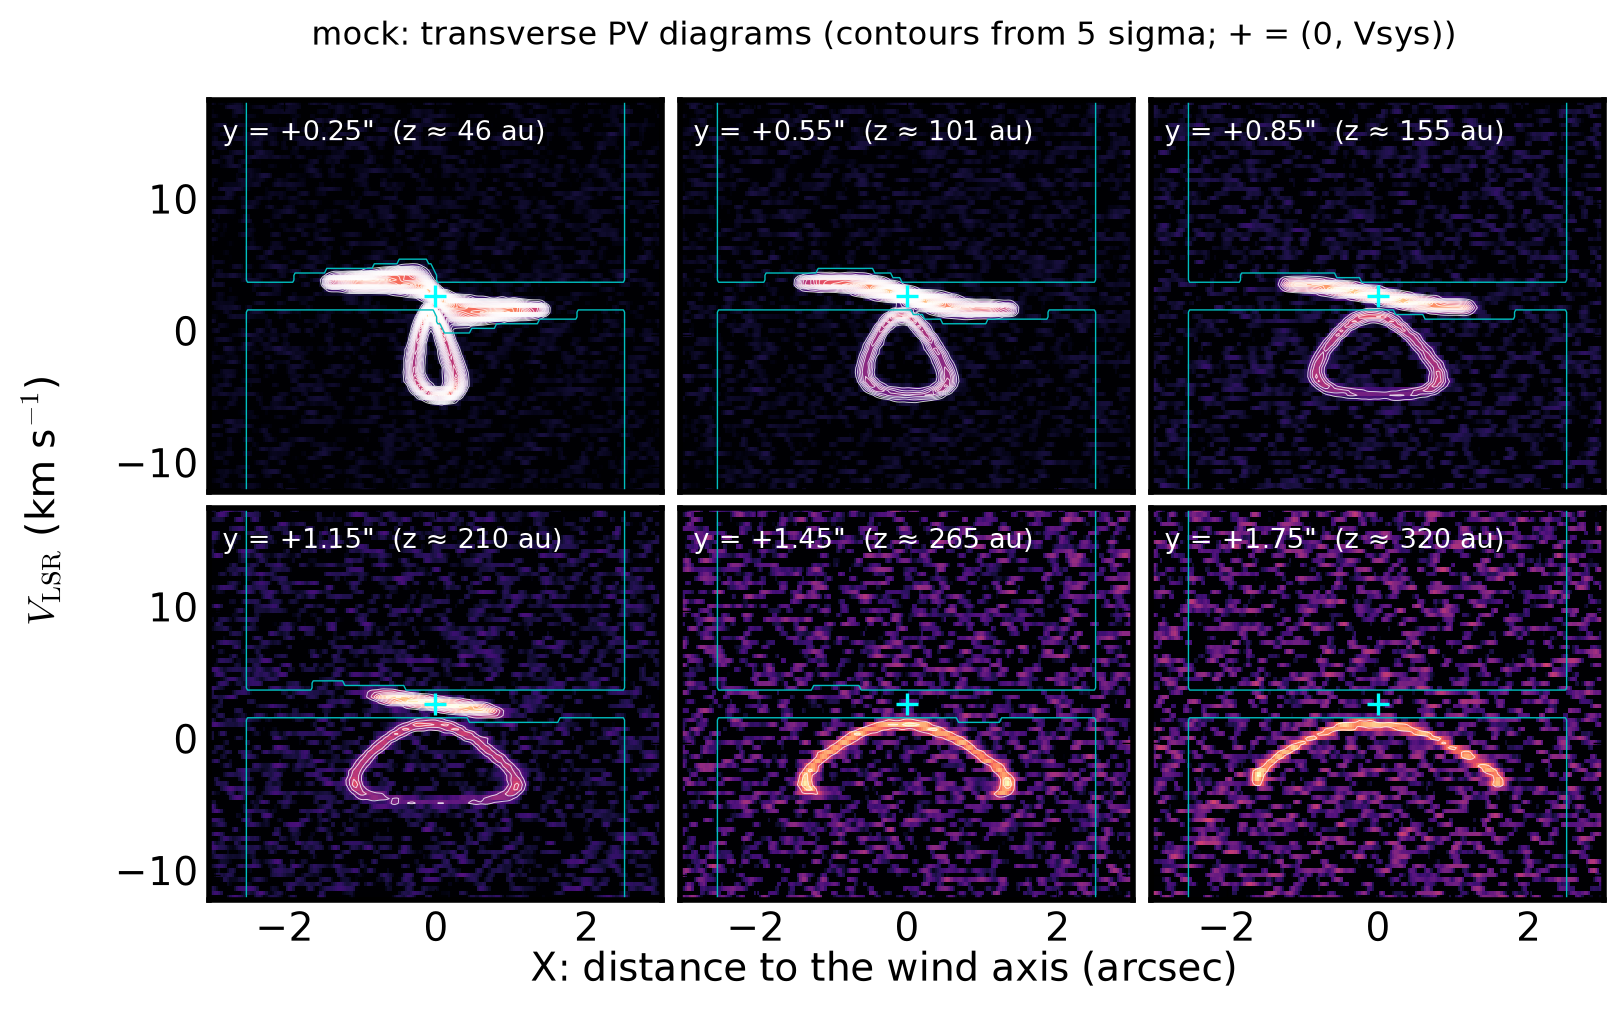 mock: transverse PV diagrams (contours from 5 sigma; + = (0, Vsys))
y = +0.25" (z ≈ 46 au)
y = +0.55" (z ≈ 101 au)
y = +0.85" (z ≈ 155 au)
10
0
−10
y = +1.15" (z ≈ 210 au)
y = +1.45" (z ≈ 265 au)
y = +1.75" (z ≈ 320 au)
10
0
−10
V_LSR (km s⁻¹)
−2 0 2 −2 0 2 −2 0 2
X: distance to the wind axis (arcsec)